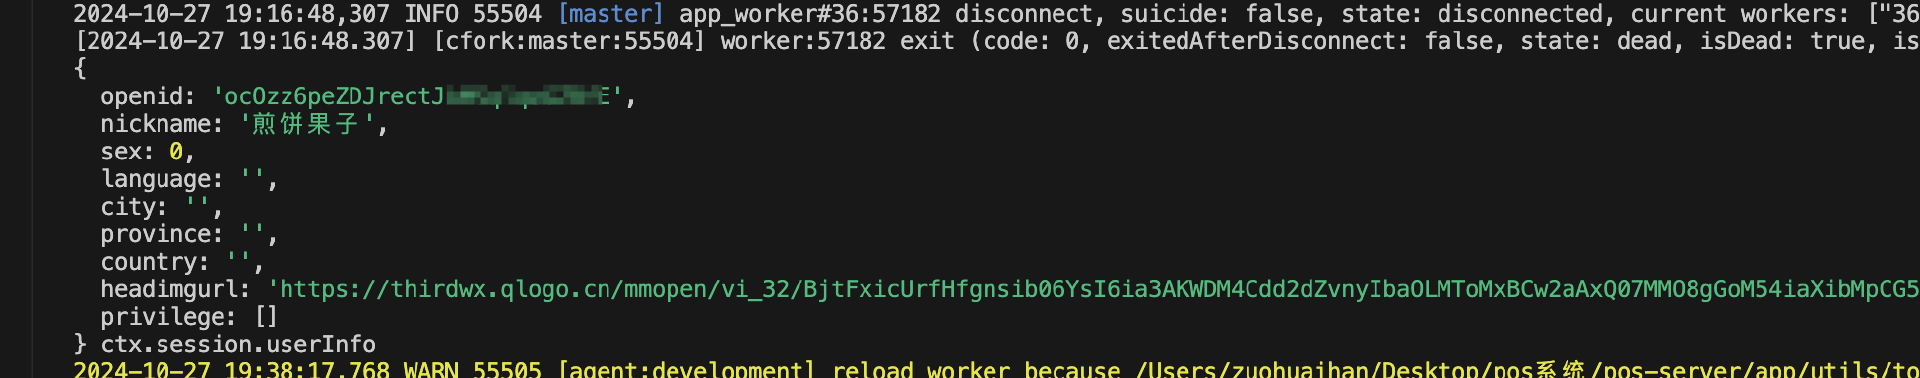 2024-10-27 19:16:48,307 INFO 55504 [master] app_worker#36:57182 disconnect, suicide: false, state: disconnected, current workers: ["36
[2024-10-27 19:16:48.307] [cfork:master:55504] worker:57182 exit (code: 0, exitedAfterDisconnect: false, state: dead, isDead: true, is
{
openid: 'ocOzz6peZDJrectJ E',
nickname: '煎饼果子',
sex: 0,
language: '',
city: '',
province: '',
country: '',
headimgurl: 'https://thirdwx.qlogo.cn/mmopen/vi_32/BjtFxicUrfHfgnsib06YsI6ia3AKWDM4Cdd2dZvnyIbaOLMToMxBCw2aAxQ07MMO8gGoM54iaXibMpCG5
privilege: []
} ctx.session.userInfo
2024-10-27 19:38:17,768 WARN 55505 [agent:development] reload worker because /Users/zuohuaihan/Desktop/pos系统/pos-server/app/utils/to